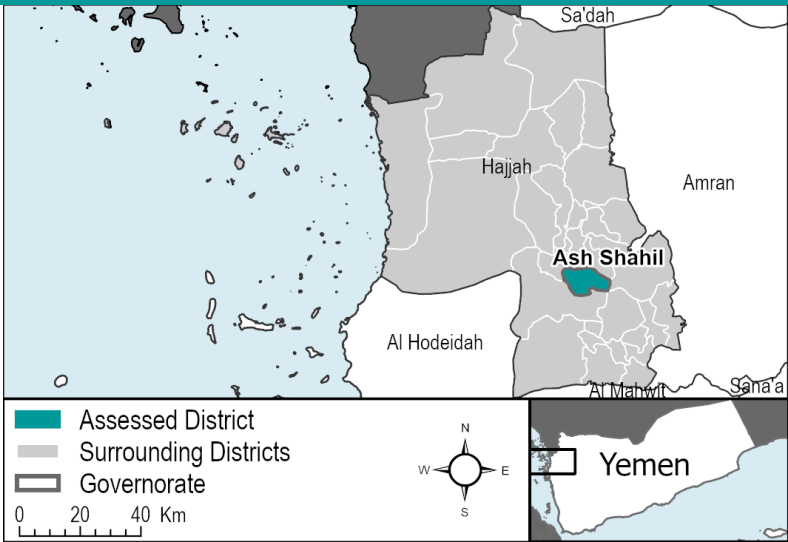 Sa'dah
Hajjah
Amran
Ash Shahil
Al Hodeidah
Al Mahwit
Sana'a
Assessed District
Surrounding Districts
Governorate
0 20 40 Km
N
W E
S
Yemen